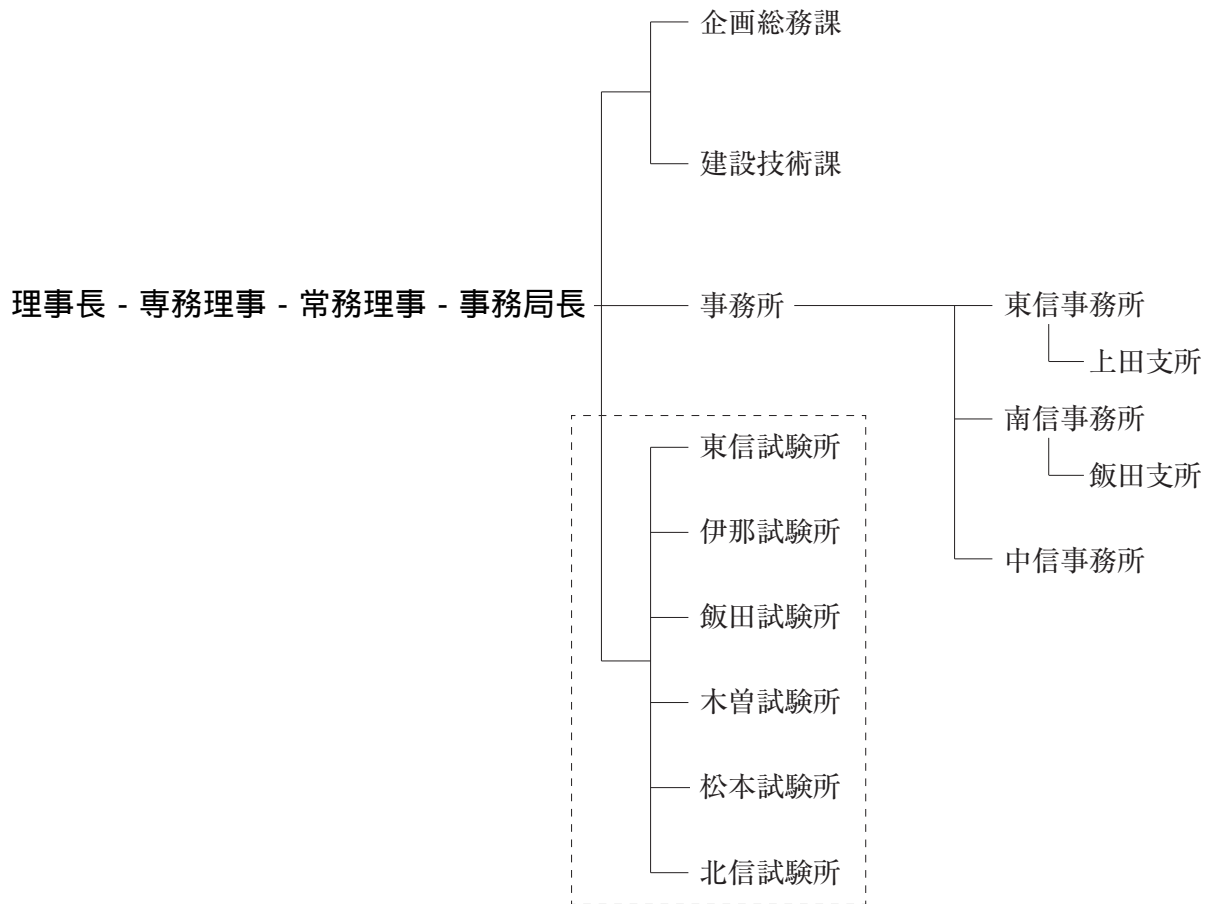 企画総務課
建設技術課
理事長 - 専務理事 - 常務理事 - 事務局長
事務所
東信事務所
上田支所
南信事務所
飯田支所
中信事務所
東信試験所
伊那試験所
飯田試験所
木曽試験所
松本試験所
北信試験所